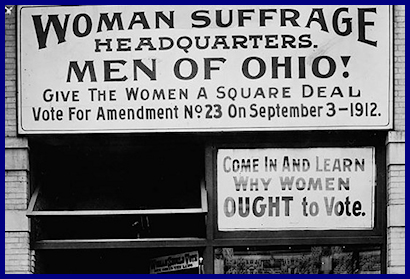 WOMAN SUFFRAGE
HEADQUARTERS.
MEN OF OHIO!
GIVE THE WOMEN A SQUARE DEAL
Vote For Amendment No 23 On September 3-1912.
COME IN AND LEARN
WHY WOMEN
OUGHT to Vote.